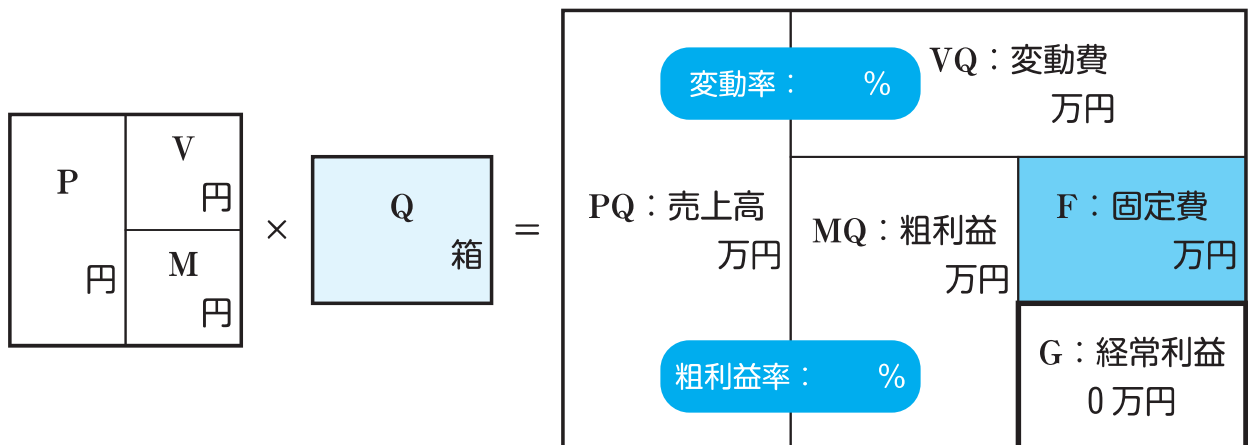 P
円
V
円
M
円
×
Q
箱
=
PQ：売上高
万円
変動率：　　%
VQ：変動費
万円
MQ：粗利益
万円
F：固定費
万円
粗利益率：　　%
G：経常利益
0 万円